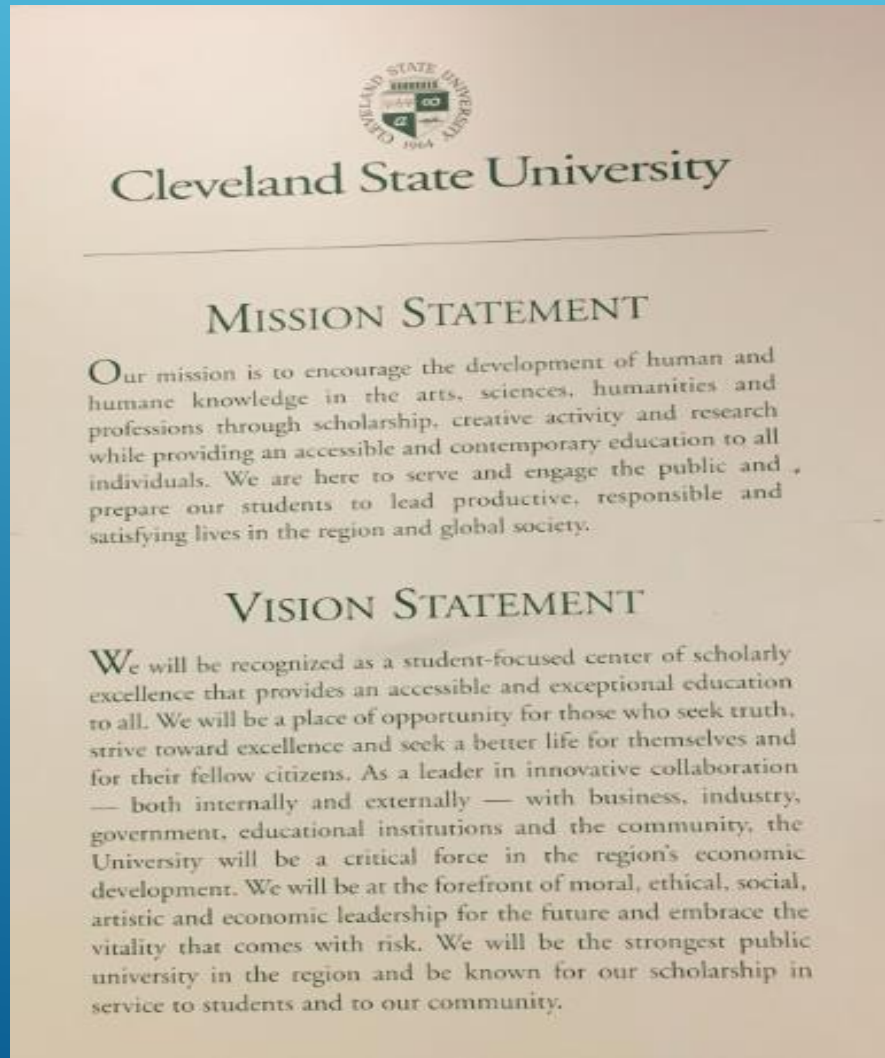 CLEVELAND STATE UNIVERSITY
1964
Cleveland State University
MISSION STATEMENT
Our mission is to encourage the development of human and
humane knowledge in the arts, sciences, humanities and
professions through scholarship, creative activity and research
while providing an accessible and contemporary education to all
individuals. We are here to serve and engage the public and
prepare our students to lead productive, responsible and
satisfying lives in the region and global society.
VISION STATEMENT
We will be recognized as a student-focused center of scholarly
excellence that provides an accessible and exceptional education
to all. We will be a place of opportunity for those who seek truth,
strive toward excellence and seek a better life for themselves and
for their fellow citizens. As a leader in innovative collaboration
— both internally and externally — with business, industry,
government, educational institutions and the community, the
University will be a critical force in the region's economic
development. We will be at the forefront of moral, ethical, social,
artistic and economic leadership for the future and embrace the
vitality that comes with risk. We will be the strongest public
university in the region and be known for our scholarship in
service to students and to our community.